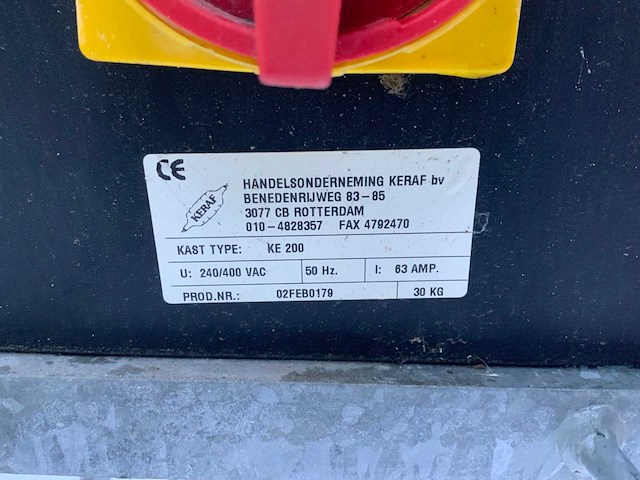 CE
KERAF
HANDELSONDERNEMING KERAF bv
BENEDENRIJWEG 83-85
3077 CB ROTTERDAM
010-4828357 FAX 4792470
KAST TYPE: KE 200
U: 240/400 VAC 50 Hz. I: 63 AMP.
PROD.NR.: 02FEB0179 30 KG